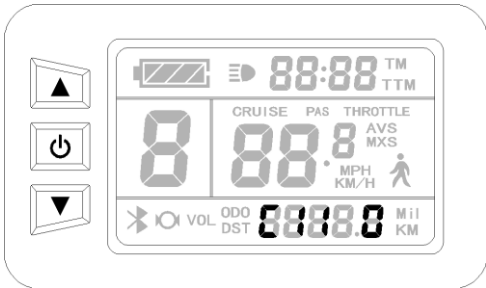 88:88 TM
TTM
CRUISE PAS THROTTLE
8 88.8 AVS
MXS
MPH
KM/H
VOL ODO C11 0 Mil
DST KM